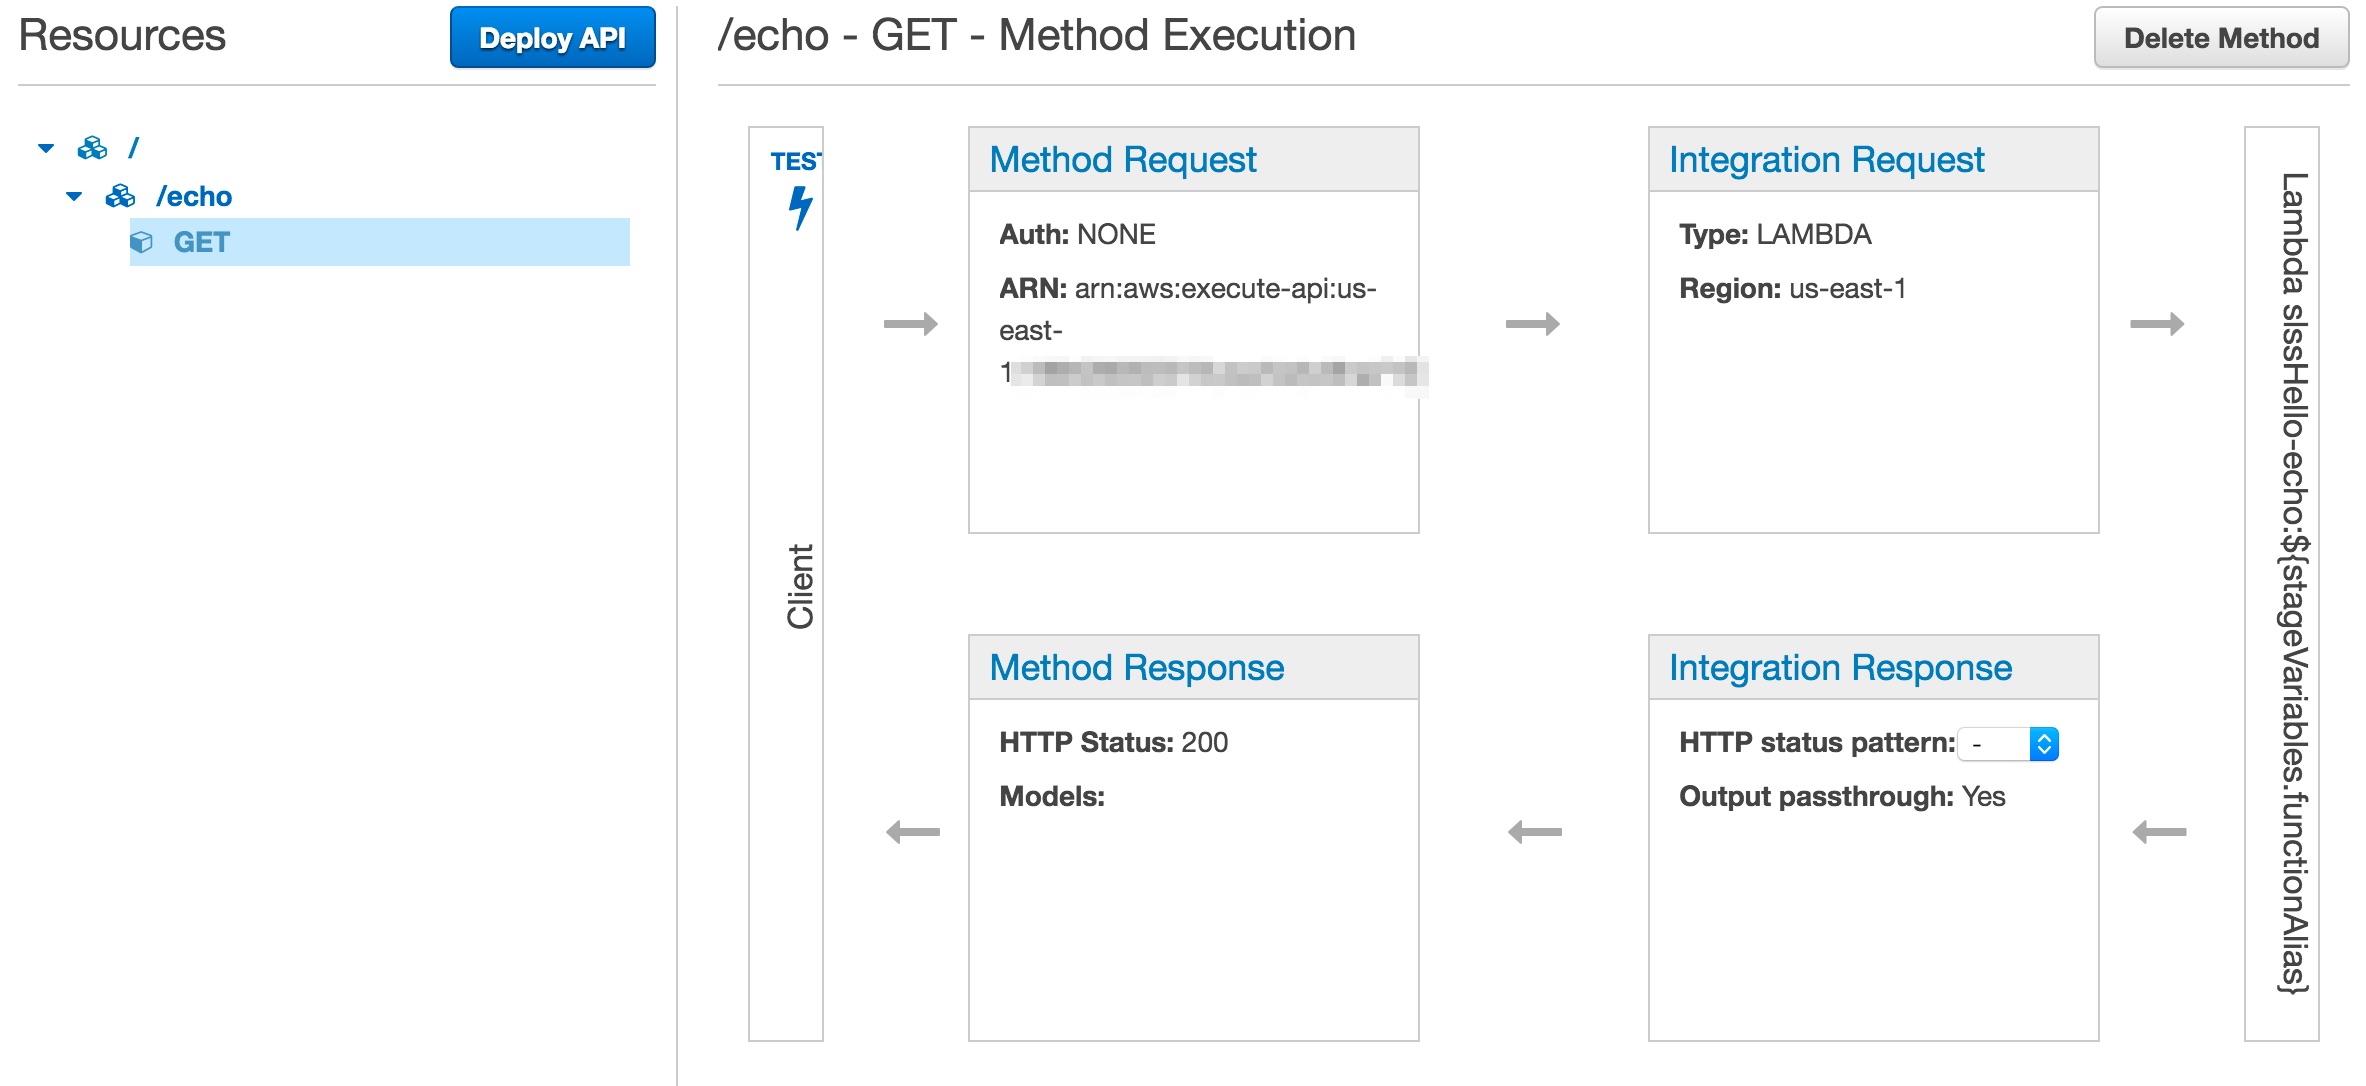 Resources
Deploy API
/
/echo
GET
/echo - GET - Method Execution
Delete Method
TEST
Client
Method Request
Auth: NONE
ARN: arn:aws:execute-api:us-
east-
1
Integration Request
Type: LAMBDA
Region: us-east-1
Lambda slssHello-echo:${stageVariables.functionAlias}
Method Response
HTTP Status: 200
Models:
Integration Response
HTTP status pattern: -
Output passthrough: Yes